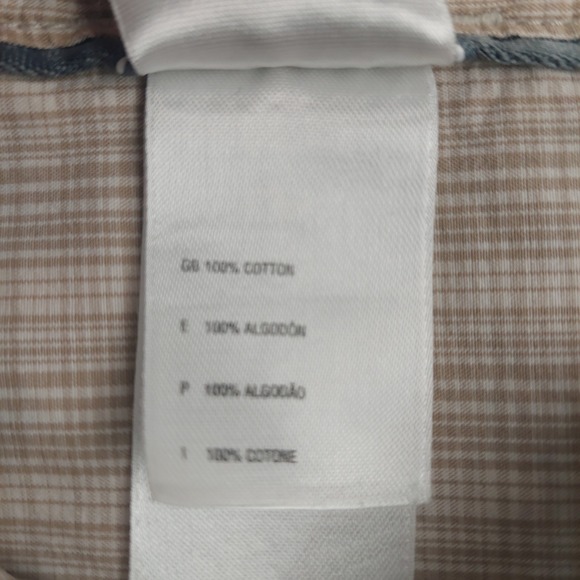 GB 100% COTTON
E 100% ALGODÓN
P 100% ALGODÃO
I 100% COTONE